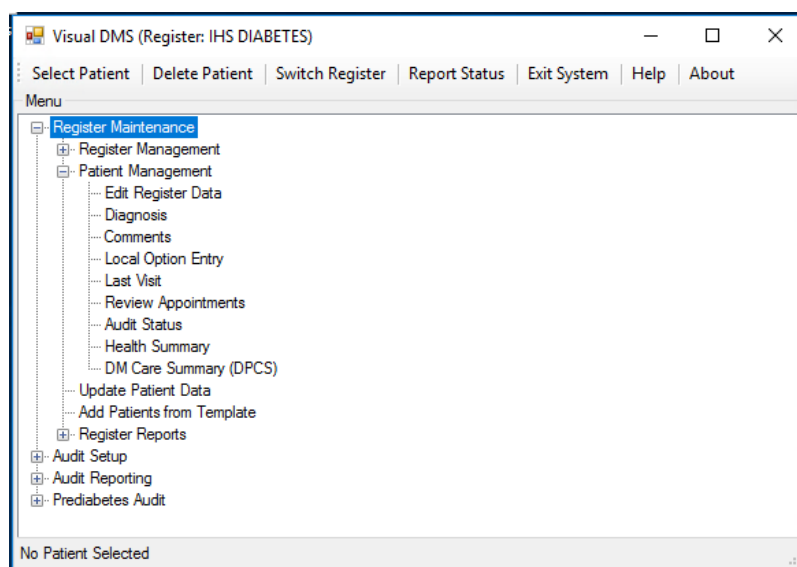 Visual DMS (Register: IHS DIABETES)
Select Patient Delete Patient Switch Register Report Status Exit System Help About
Menu
Register Maintenance
Register Management
Patient Management
Edit Register Data
Diagnosis
Comments
Local Option Entry
Last Visit
Review Appointments
Audit Status
Health Summary
DM Care Summary (DPCS)
Update Patient Data
Add Patients from Template
Register Reports
Audit Setup
Audit Reporting
Prediabetes Audit
No Patient Selected